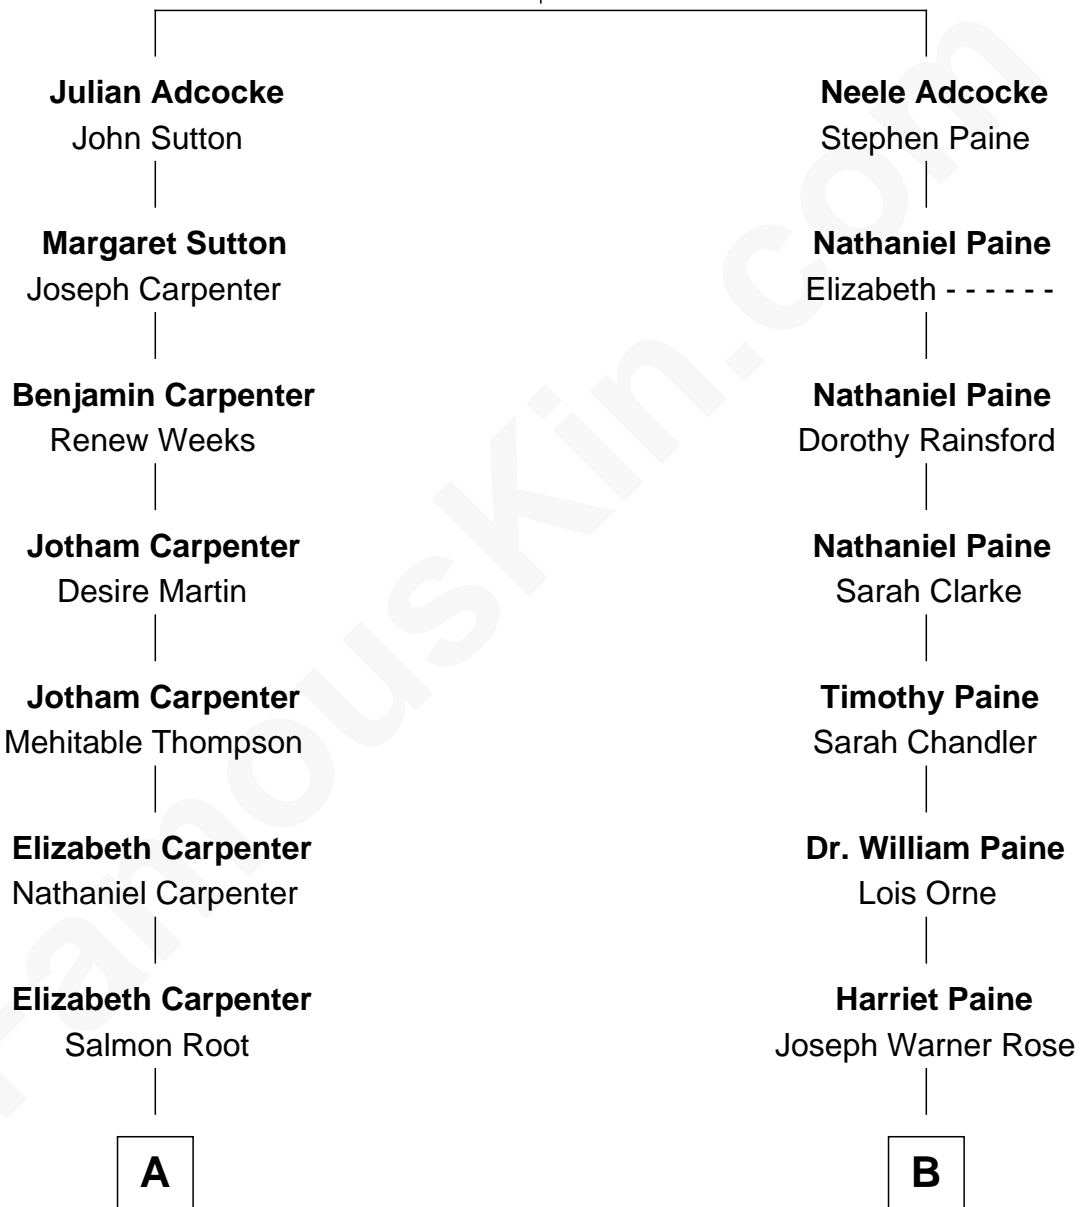 Julian Adcocke
John Sutton
Margaret Sutton
Joseph Carpenter
Benjamin Carpenter
Renew Weeks
Jotham Carpenter
Desire Martin
Jotham Carpenter
Mehitable Thompson
Elizabeth Carpenter
Nathaniel Carpenter
Elizabeth Carpenter
Salmon Root
A
Neele Adcocke
Stephen Paine
Nathaniel Paine
Elizabeth - - - - - -
Nathaniel Paine
Dorothy Rainsford
Nathaniel Paine
Sarah Clarke
Timothy Paine
Sarah Chandler
Dr. William Paine
Lois Orne
Harriet Paine
Joseph Warner Rose
B
FamousKin.com